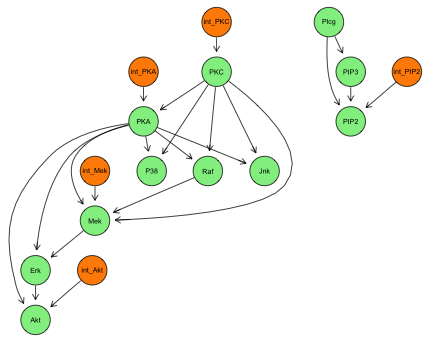 int_PKC
Plcg
int_PKA
PKC
PIP3
int_PIP2
PKA
PIP2
int_Mek
P38
Raf
Jnk
Mek
Erk
int_Akt
Akt